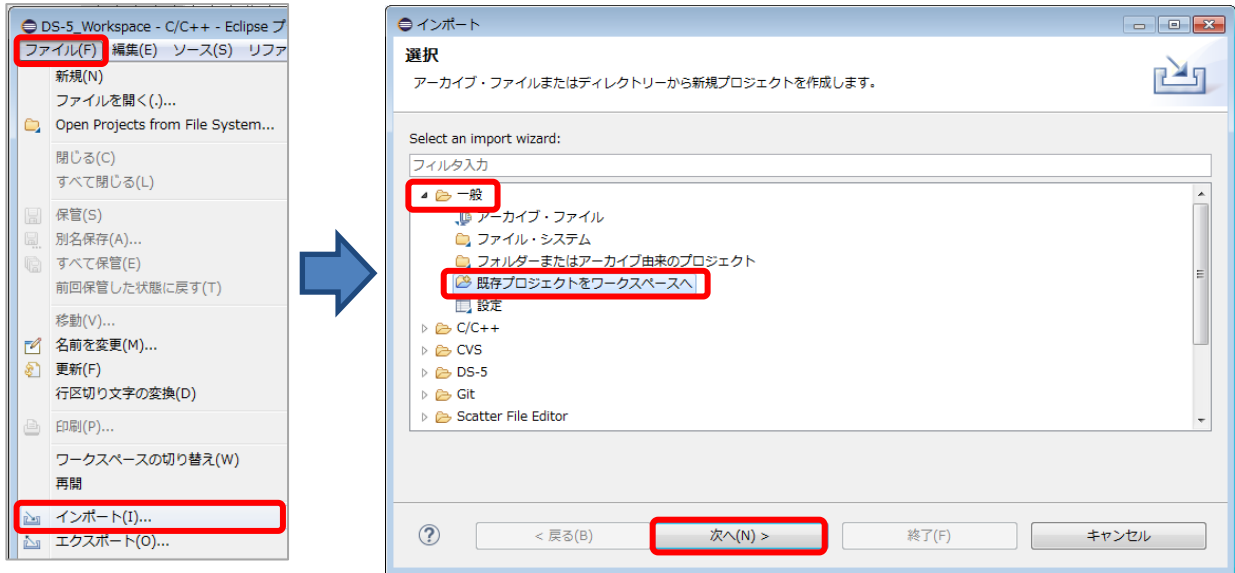 DS-5_Workspace - C/C++ - Eclipse プ
ファイル(F) 編集(E) ソース(S) リファ
新規(N)
ファイルを開く(.)...
Open Projects from File System...
閉じる(C)
すべて閉じる(L)
保管(S)
別名保存(A)...
すべて保管(E)
前回保管した状態に戻す(T)
移動(V)...
名前を変更(M)...
更新(F)
行区切り文字の変換(D)
印刷(P)...
ワークスペースの切り替え(W)
再開
インポート(I)...
エクスポート(O)...
インポート
選択
アーカイブ・ファイルまたはディレクトリーから新規プロジェクトを作成します。
Select an import wizard:
フィルタ入力
一般
アーカイブ・ファイル
ファイル・システム
フォルダーまたはアーカイブ由来のプロジェクト
既存プロジェクトをワークスペースへ
設定
C/C++
CVS
DS-5
Git
Scatter File Editor
< 戻る(B) 次へ(N) > 終了(F) キャンセル